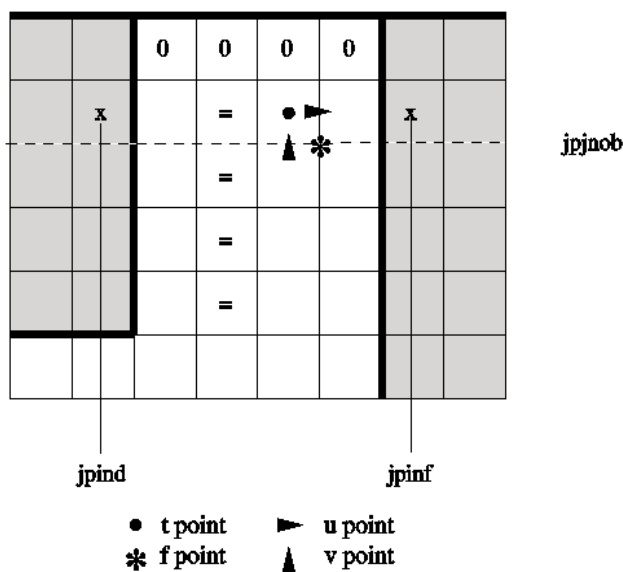 0 0 0 0
x = x
jpjnob
=
=
=
jpind jpinf
t point u point
f point v point